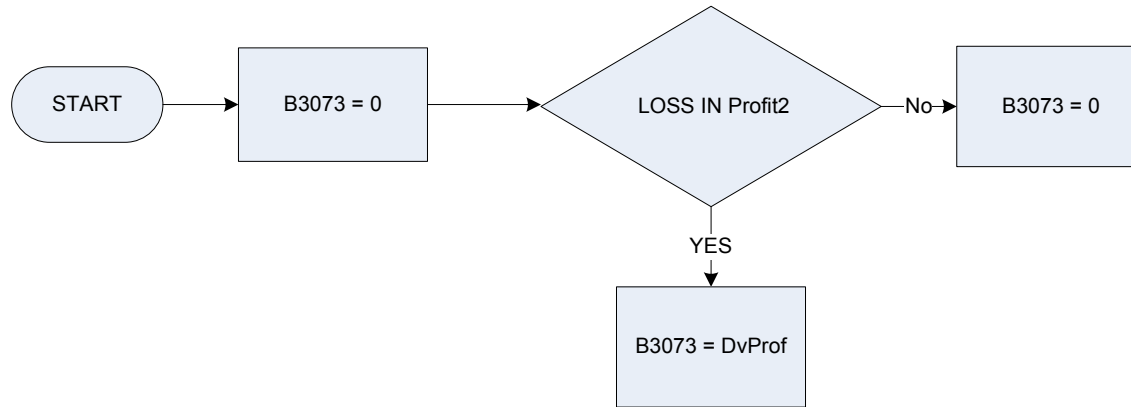 START
B3073 = 0
LOSS IN Profit2
No
B3073 = 0
YES
B3073 = DvProf